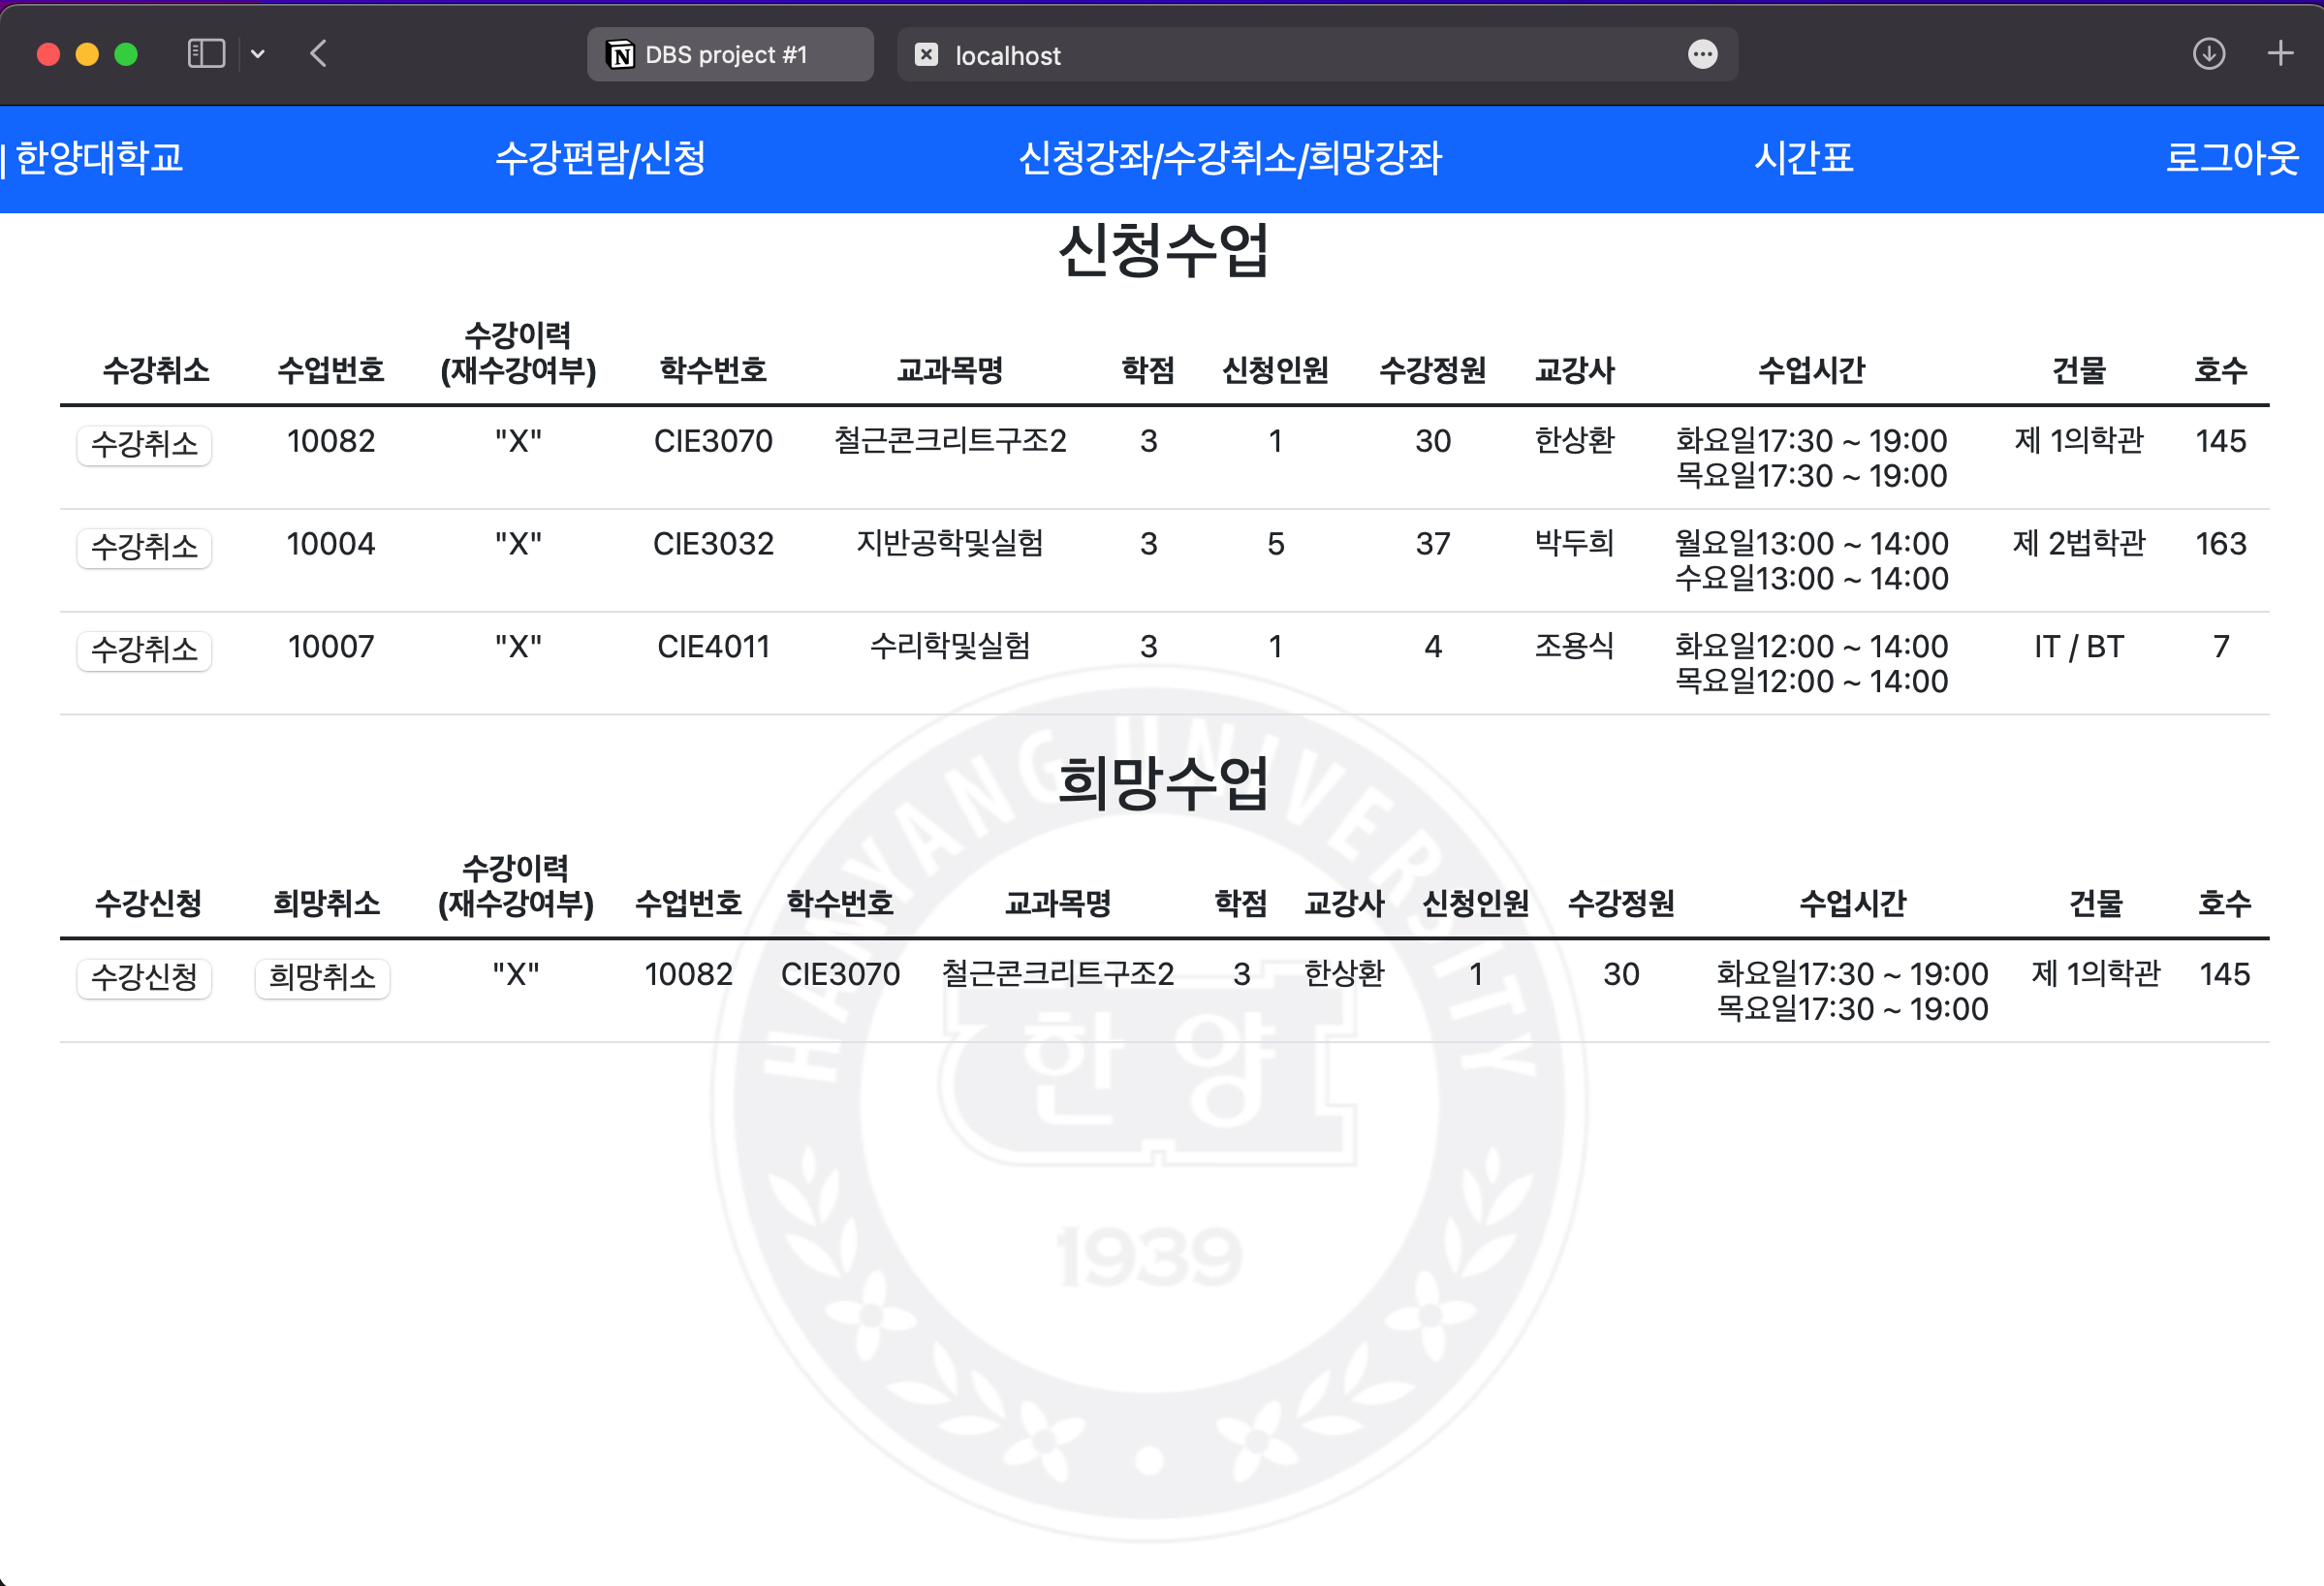 DBS project #1
localhost
| 한양대학교 수강편람/신청 신청강좌/수강취소/희망강좌 시간표 로그아웃
신청수업
수강취소 수업번호 수강이력 (재수강여부) 학수번호 교과목명 학점 신청인원 수강정원 교강사 수업시간 건물 호수
수강취소 10082 "X" CIE3070 철근콘크리트구조2 3 1 30 한상환 화요일17:30 ~ 19:00 제 1의학관 145
목요일17:30 ~ 19:00
수강취소 10004 "X" CIE3032 지반공학및실험 3 5 37 박두희 월요일13:00 ~ 14:00 제 2법학관 163
수요일13:00 ~ 14:00
수강취소 10007 "X" CIE4011 수리학및실험 3 1 4 조용식 화요일12:00 ~ 14:00 IT / BT 7
목요일12:00 ~ 14:00
희망수업
수강신청 희망취소 수강이력 (재수강여부) 수업번호 학수번호 교과목명 학점 교강사 신청인원 수강정원 수업시간 건물 호수
수강신청 희망취소 "X" 10082 CIE3070 철근콘크리트구조2 3 한상환 1 30 화요일17:30 ~ 19:00 제 1의학관 145
목요일17:30 ~ 19:00
HANYANG UNIVERSITY
한양
1939